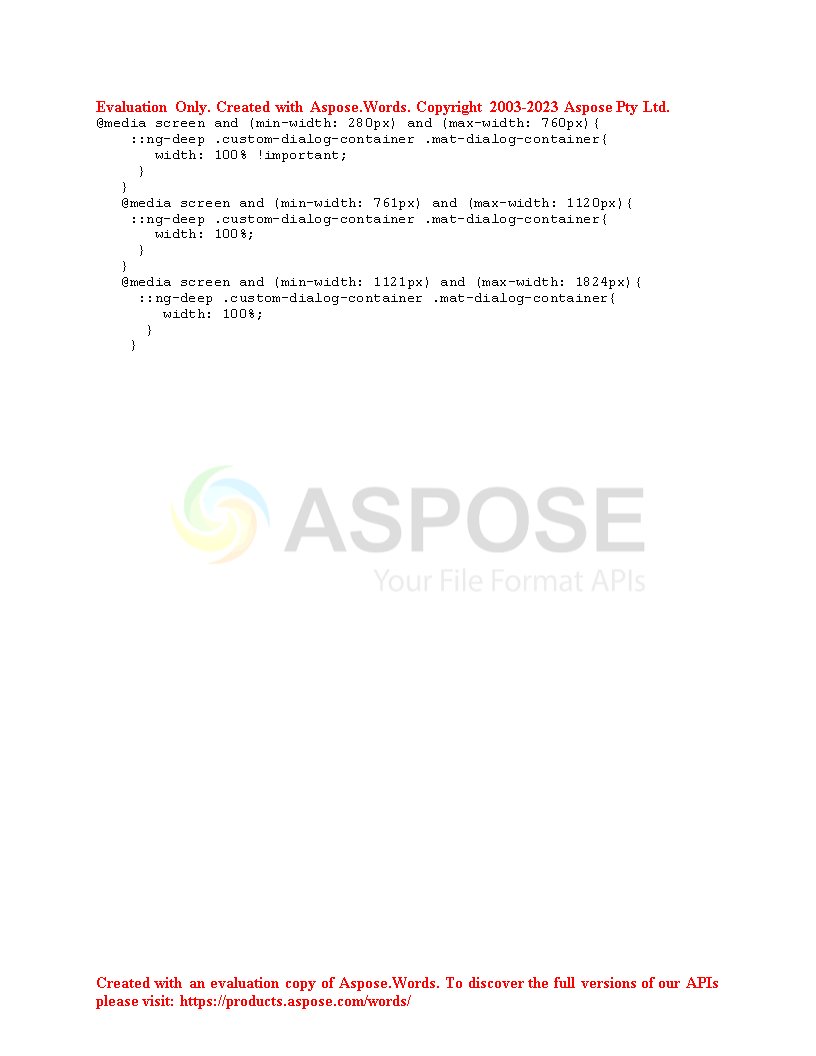 Evaluation Only. Created with Aspose.Words. Copyright 2003-2023 Aspose Pty Ltd.
@media screen and (min-width: 280px) and (max-width: 760px){
    ::ng-deep .custom-dialog-container .mat-dialog-container{
       width: 100% !important;
     }
   }
   @media screen and (min-width: 761px) and (max-width: 1120px){
    ::ng-deep .custom-dialog-container .mat-dialog-container{
       width: 100%;
     }
   }
   @media screen and (min-width: 1121px) and (max-width: 1824px){
     ::ng-deep .custom-dialog-container .mat-dialog-container{
        width: 100%;
      }
    }
ASPOSE
Your File Format APIs
Created with an evaluation copy of Aspose.Words. To discover the full versions of our APIs
please visit: https://products.aspose.com/words/